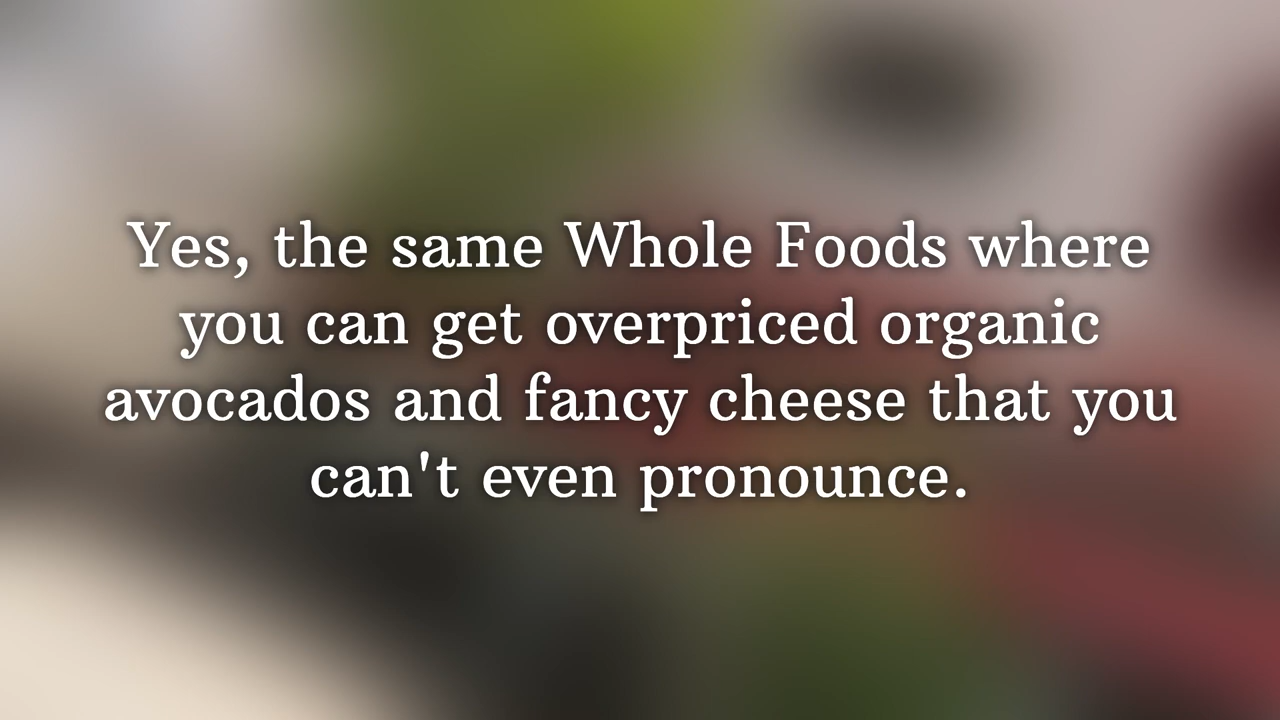 Yes, the same Whole Foods where
you can get overpriced organic
avocados and fancy cheese that you
can't even pronounce.